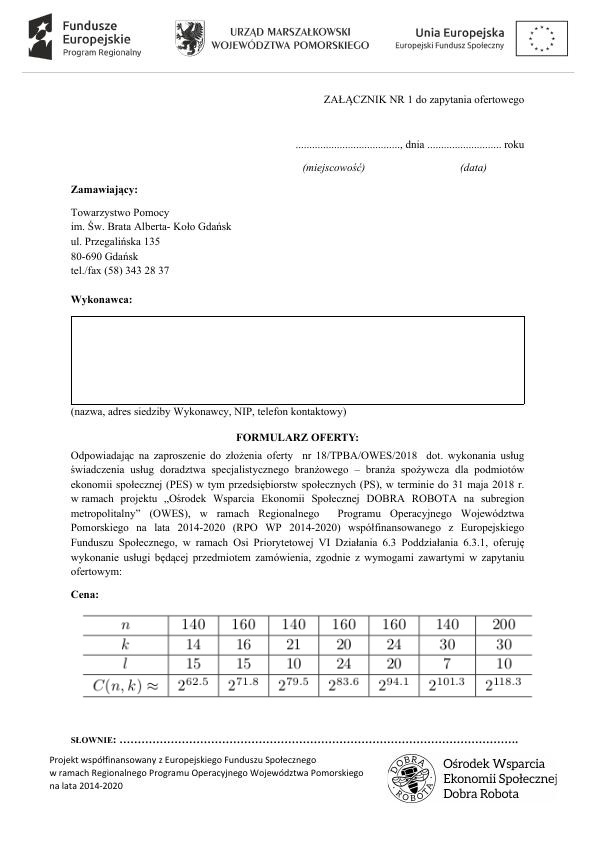 Fundusze
Europejskie
Program Regionalny
URZĄD MARSZAŁKOWSKI
WOJEWÓDZTWA POMORSKIEGO
Unia Europejska
Europejski Fundusz Społeczny
ZAŁĄCZNIK NR 1 do zapytania ofertowego
......................................, dnia ........................... roku
(miejscowość) (data)
Zamawiający:
Towarzystwo Pomocy
im. Św. Brata Alberta- Koło Gdańsk
ul. Przegalińska 135
80-690 Gdańsk
tel./fax (58) 343 28 37
Wykonawca:
(nazwa, adres siedziby Wykonawcy, NIP, telefon kontaktowy)
FORMULARZ OFERTY:
Odpowiadając na zaproszenie do złożenia oferty nr 18/TPBA/OWES/2018 dot. wykonania usług
świadczenia usług doradztwa specjalistycznego branżowego – branża spożywcza dla podmiotów
ekonomii społecznej (PES) w tym przedsiębiorstw społecznych (PS), w terminie do 31 maja 2018 r.
w ramach projektu „Ośrodek Wsparcia Ekonomii Społecznej DOBRA ROBOTA na subregion
metropolitalny” (OWES), w ramach Regionalnego Programu Operacyjnego Województwa
Pomorskiego na lata 2014-2020 (RPO WP 2014-2020) współfinansowanego z Europejskiego
Funduszu Społecznego, w ramach Osi Priorytetowej VI Działania 6.3 Poddziałania 6.3.1, oferuję
wykonanie usługi będącej przedmiotem zamówienia, zgodnie z wymogami zawartymi w zapytaniu
ofertowym:
Cena:
n 140 160 140 160 160 140 200
k 14 16 21 20 24 30 30
l 15 15 10 24 20 7 10
C(n, k) ≈ 2^62.5 2^71.8 2^79.5 2^83.6 2^94.1 2^101.3 2^118.3
SŁOWNIE: ……………………………………………………………………………………….
Projekt współfinansowany z Europejskiego Funduszu Społecznego
w ramach Regionalnego Programu Operacyjnego Województwa Pomorskiego
na lata 2014-2020
DOBRA
ROBOTA
Ośrodek Wsparcia
Ekonomii Społecznej
Dobra Robota